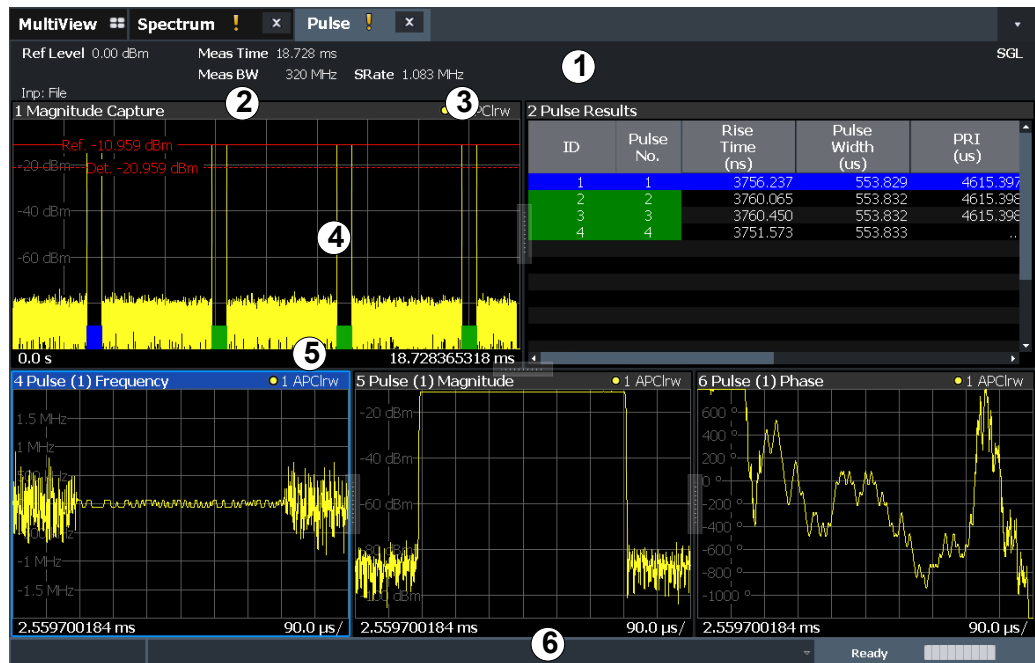 MultiView Spectrum ! x Pulse ! x
Ref Level 0.00 dBm Meas Time 18.728 ms SGL
Meas BW 320 MHz SRate 1.083 MHz
1
Inp: File
2 3
1 Magnitude Capture APClrw
Ref. -10.959 dBm
-20 dBm Det. -20.959 dBm
-40 dBm
4
-60 dBm
0.0 s 18.728365318 ms
5
2 Pulse Results
ID Pulse No. Rise Time (ns) Pulse Width (us) PRI (us)
1 1 3756.237 553.829 4615.397
2 2 3760.065 553.832 4615.398
3 3 3760.450 553.832 4615.398
4 4 3751.573 553.833 ..
4 Pulse (1) Frequency 1 APClrw
1.5 MHz
1 MHz
-1 MHz
-1.5 MHz
2.559700184 ms 90.0 µs/
5 Pulse (1) Magnitude 1 APClrw
-20 dBm
-40 dBm
-60 dBm
-80 dBm
-100 dBm
2.559700184 ms 90.0 µs/
6 Pulse (1) Phase 1 APClrw
600 °
400 °
200 °
0 °
-200 °
-400 °
-600 °
-800 °
-1000 °
2.559700184 ms 90.0 µs/
6
Ready